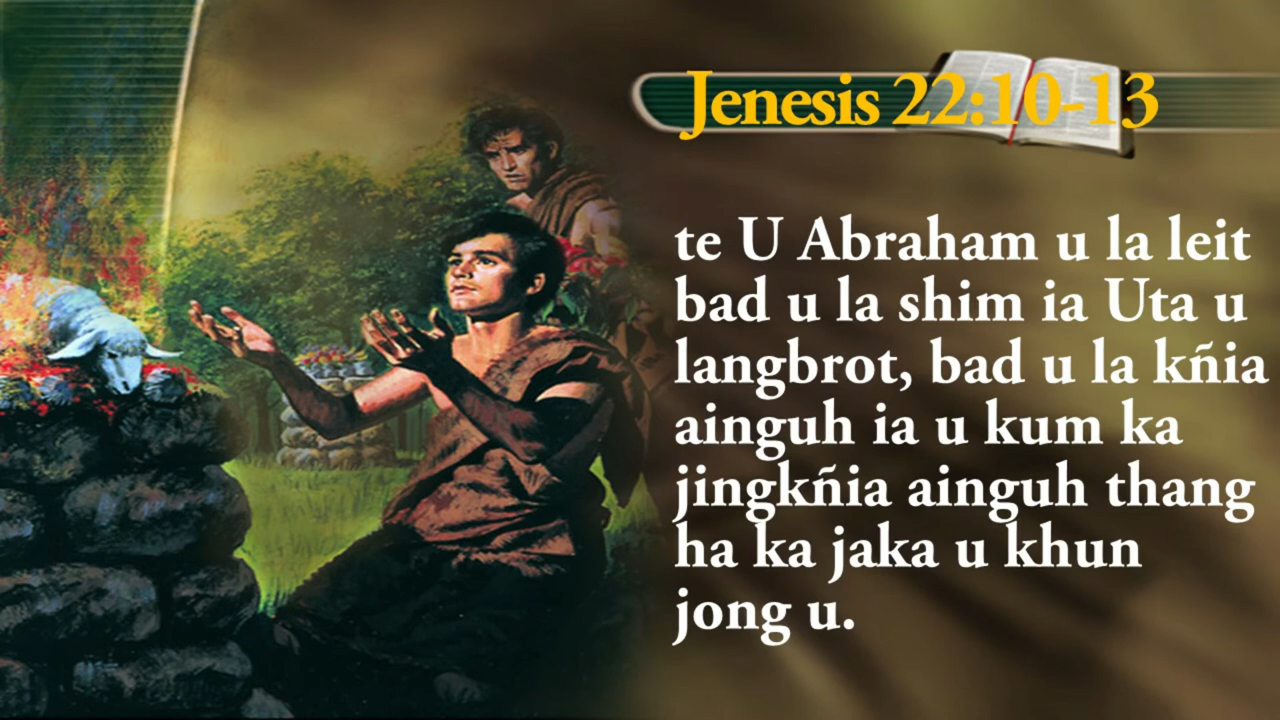 Jenesis 22:10-13
te U Abraham u la leit
bad u la shim ia Uta u
langbrot, bad u la kñia
ainguh ia u kum ka
jingkñia ainguh thang
ha ka jaka u khun
jong u.